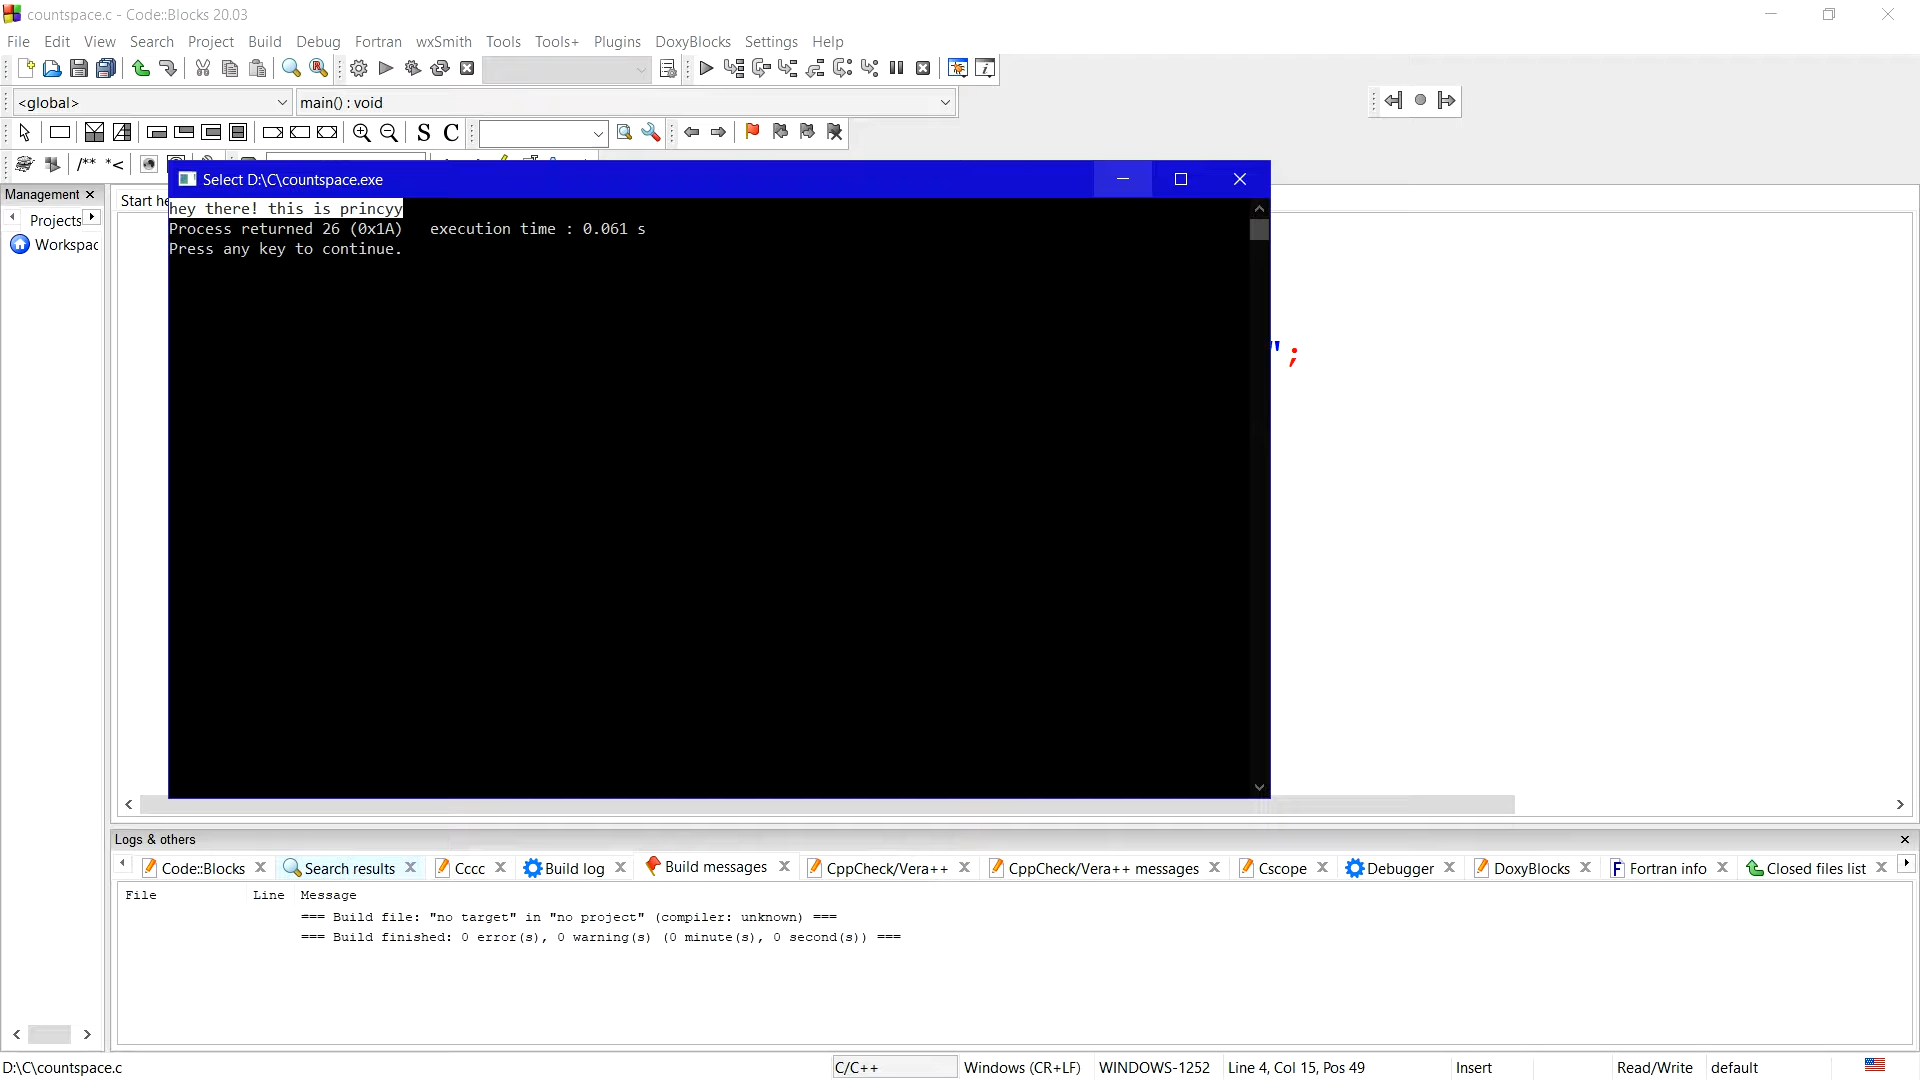 countspace.c - Code::Blocks 20.03
File Edit View Search Project Build Debug Fortran wxSmith Tools Tools+ Plugins DoxyBlocks Settings Help
<global> main() : void
S C
/** *<
Management
Select D:\C\countspace.exe
Start he
hey there! this is princyy
Projects
Process returned 26 (0x1A)   execution time : 0.061 s
Workspac
Press any key to continue.
";
Logs & others
Code::Blocks Search results Cccc Build log Build messages CppCheck/Vera++ CppCheck/Vera++ messages Cscope Debugger DoxyBlocks Fortran info Closed files list
File Line Message
=== Build file: "no target" in "no project" (compiler: unknown) ===
=== Build finished: 0 error(s), 0 warning(s) (0 minute(s), 0 second(s)) ===
D:\C\countspace.c C/C++ Windows (CR+LF) WINDOWS-1252 Line 4, Col 15, Pos 49 Insert Read/Write default